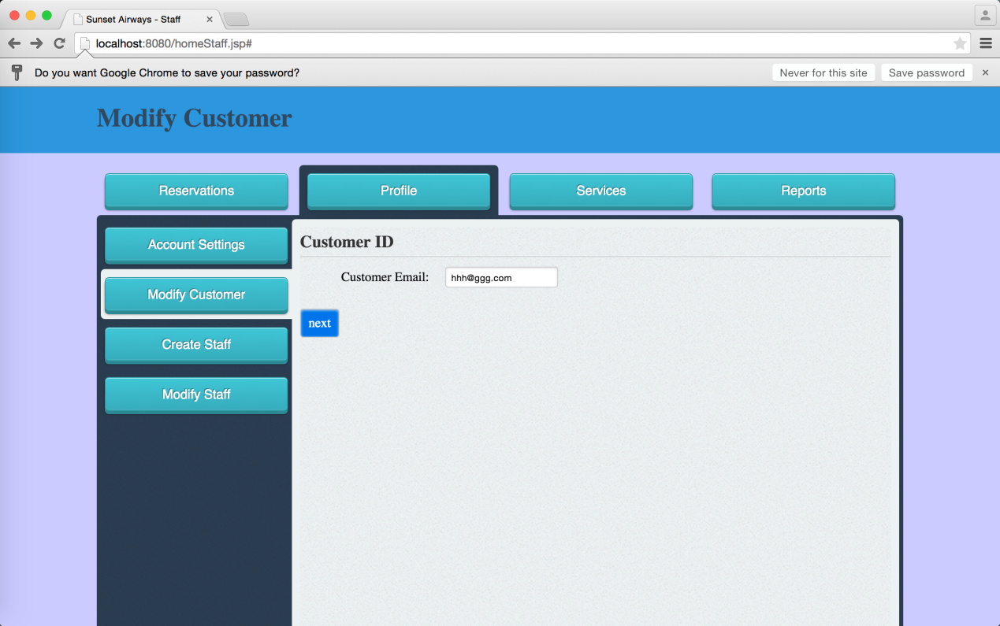 Sunset Airways - Staff
localhost:8080/homeStaff.jsp#
Do you want Google Chrome to save your password?
Never for this site
Save password
Modify Customer
Reservations
Profile
Services
Reports
Account Settings
Modify Customer
Create Staff
Modify Staff
Customer ID
Customer Email: hhh@ggg.com
next